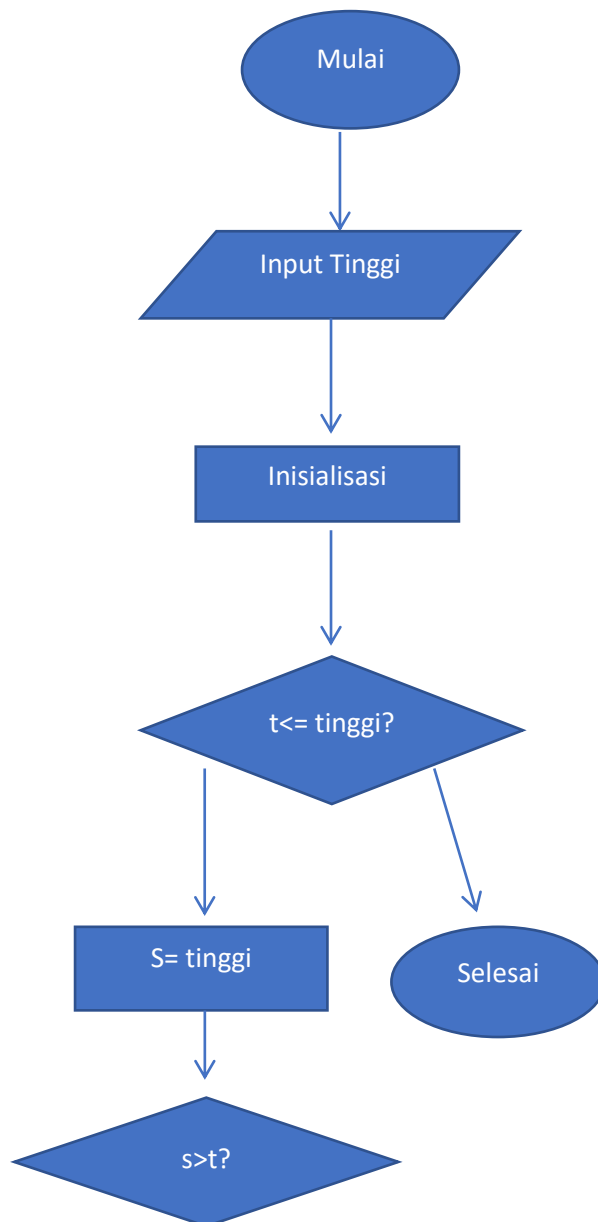 Mulai
Input Tinggi
Inisialisasi
t<= tinggi?
S= tinggi
Selesai
s>t?